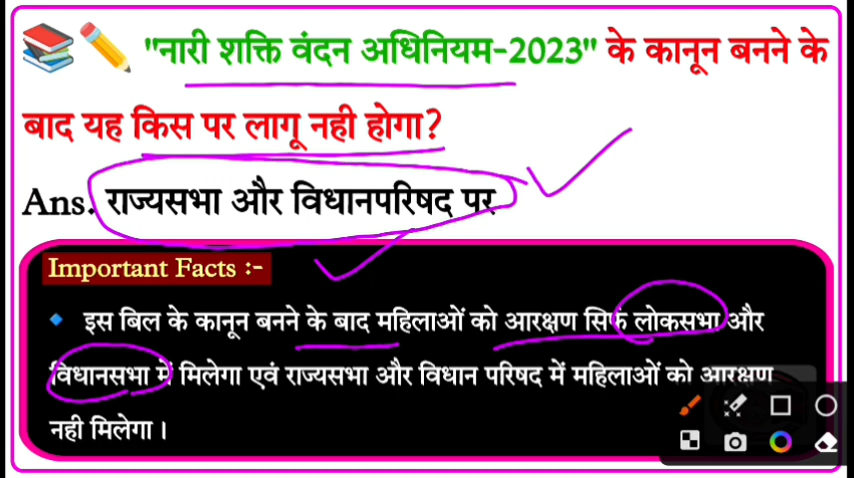 "नारी शक्ति वंदन अधिनियम-2023" के कानून बनने के
बाद यह किस पर लागू नही होगा?
Ans. राज्यसभा और विधानपरिषद पर
Important Facts :-
इस बिल के कानून बनने के बाद महिलाओं को आरक्षण सिर्फ लोकसभा और
विधानसभा में मिलेगा एवं राज्यसभा और विधान परिषद में महिलाओं को आरक्षण
नही मिलेगा।